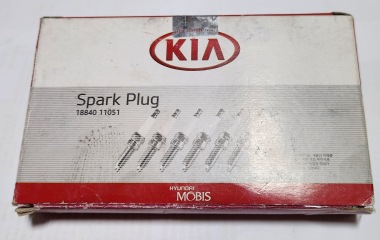 KIA
Spark Plug
18840 11051
HYUNDAI
MOBIS